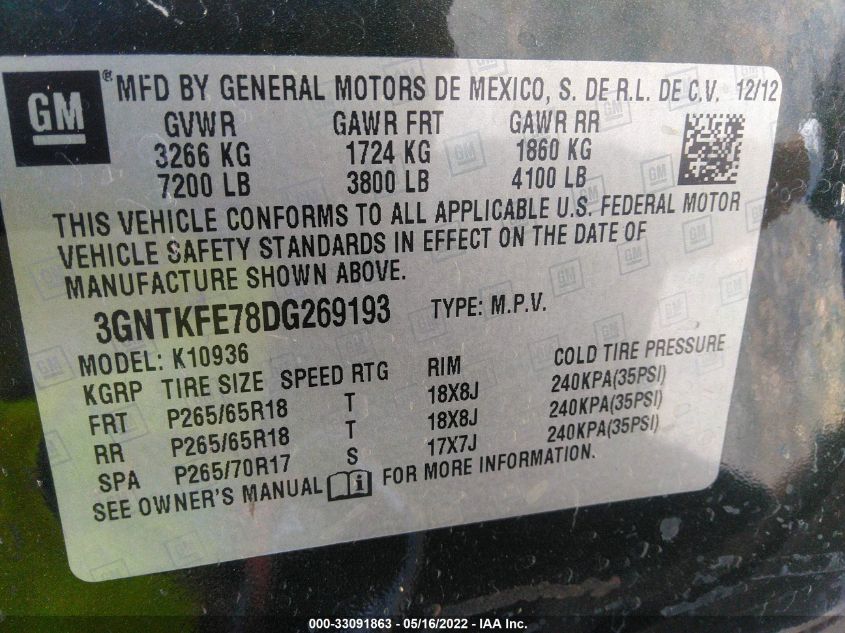 GM ® MFD BY GENERAL MOTORS DE MEXICO, S. DE R.L. DE C.V. 12/12
GVWR GAWR FRT GAWR RR
3266 KG 1724 KG 1860 KG
7200 LB 3800 LB 4100 LB
THIS VEHICLE CONFORMS TO ALL APPLICABLE U.S. FEDERAL MOTOR
VEHICLE SAFETY STANDARDS IN EFFECT ON THE DATE OF
MANUFACTURE SHOWN ABOVE.
3GNTKFE78DG269193 TYPE: M.P.V.
MODEL: K10936
KGRP TIRE SIZE SPEED RTG RIM COLD TIRE PRESSURE
FRT P265/65R18 T 18X8J 240KPA(35PSI)
RR P265/65R18 T 18X8J 240KPA(35PSI)
SPA P265/70R17 S 17X7J 240KPA(35PSI)
SEE OWNER'S MANUAL FOR MORE INFORMATION.
000-33091863 - 05/16/2022 - IAAI Inc.